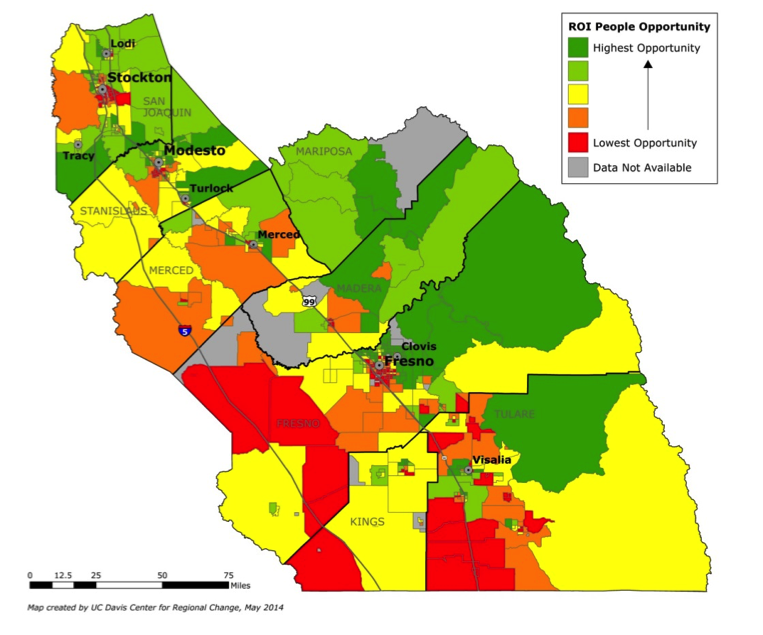 ROI People Opportunity
Highest Opportunity
Lowest Opportunity
Data Not Available
Lodi
Stockton
SAN
JOAQUIN
Tracy
Modesto
MARIPOSA
Turlock
STANISLAUS
Merced
MERCED
MADERA
99
5
Clovis
Fresno
FRESNO
TULARE
Visalia
KINGS
0 12.5 25 50 75
Miles
Map created by UC Davis Center for Regional Change, May 2014